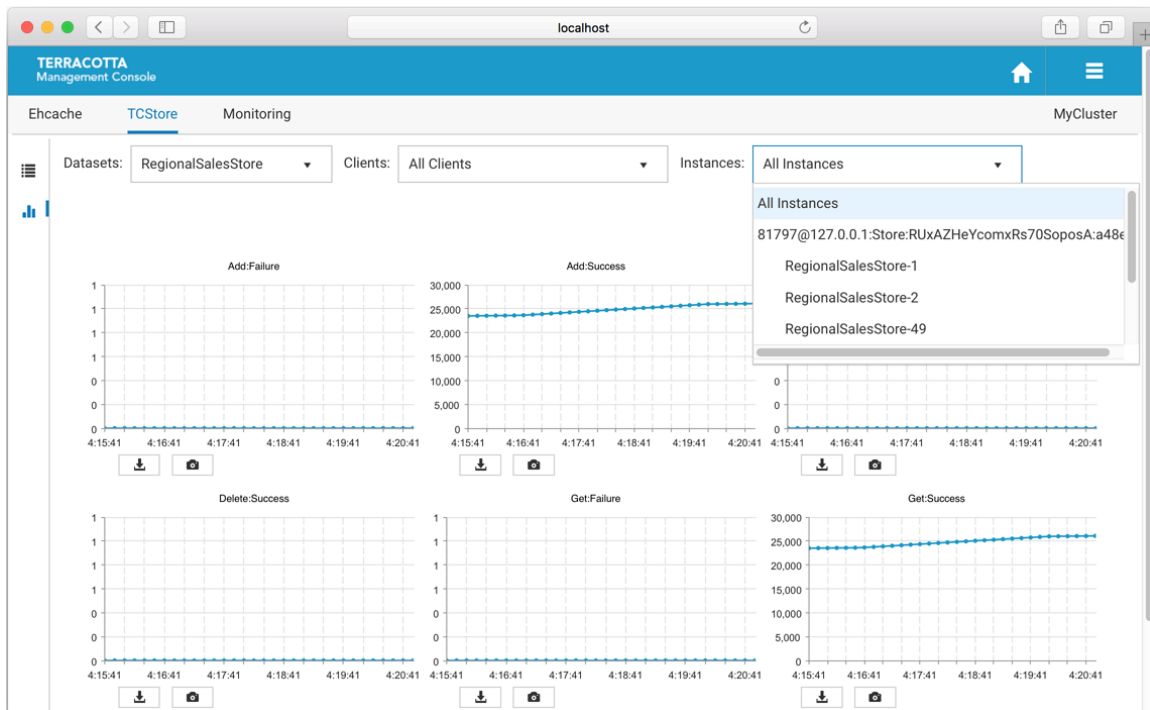 localhost
TERRACOTTA
Management Console
Ehcache TCStore Monitoring MyCluster
Datasets: RegionalSalesStore Clients: All Clients Instances: All Instances
All Instances
81797@127.0.0.1:Store:RUxAZHeYcomxRs70SoposA:a48e
RegionalSalesStore-1
RegionalSalesStore-2
RegionalSalesStore-49
Add:Failure
1
1
1
1
0
0
0
4:15:41 4:16:41 4:17:41 4:18:41 4:19:41 4:20:41
Add:Success
30,000
25,000
20,000
15,000
10,000
5,000
0
4:15:41 4:16:41 4:17:41 4:18:41 4:19:41 4:20:41
0
0
0
4:15:41 4:16:41 4:17:41 4:18:41 4:19:41 4:20:41
Delete:Success
1
1
1
1
0
0
0
4:15:41 4:16:41 4:17:41 4:18:41 4:19:41 4:20:41
Get:Failure
1
1
1
1
0
0
0
4:15:41 4:16:41 4:17:41 4:18:41 4:19:41 4:20:41
Get:Success
30,000
25,000
20,000
15,000
10,000
5,000
0
4:15:41 4:16:41 4:17:41 4:18:41 4:19:41 4:20:41